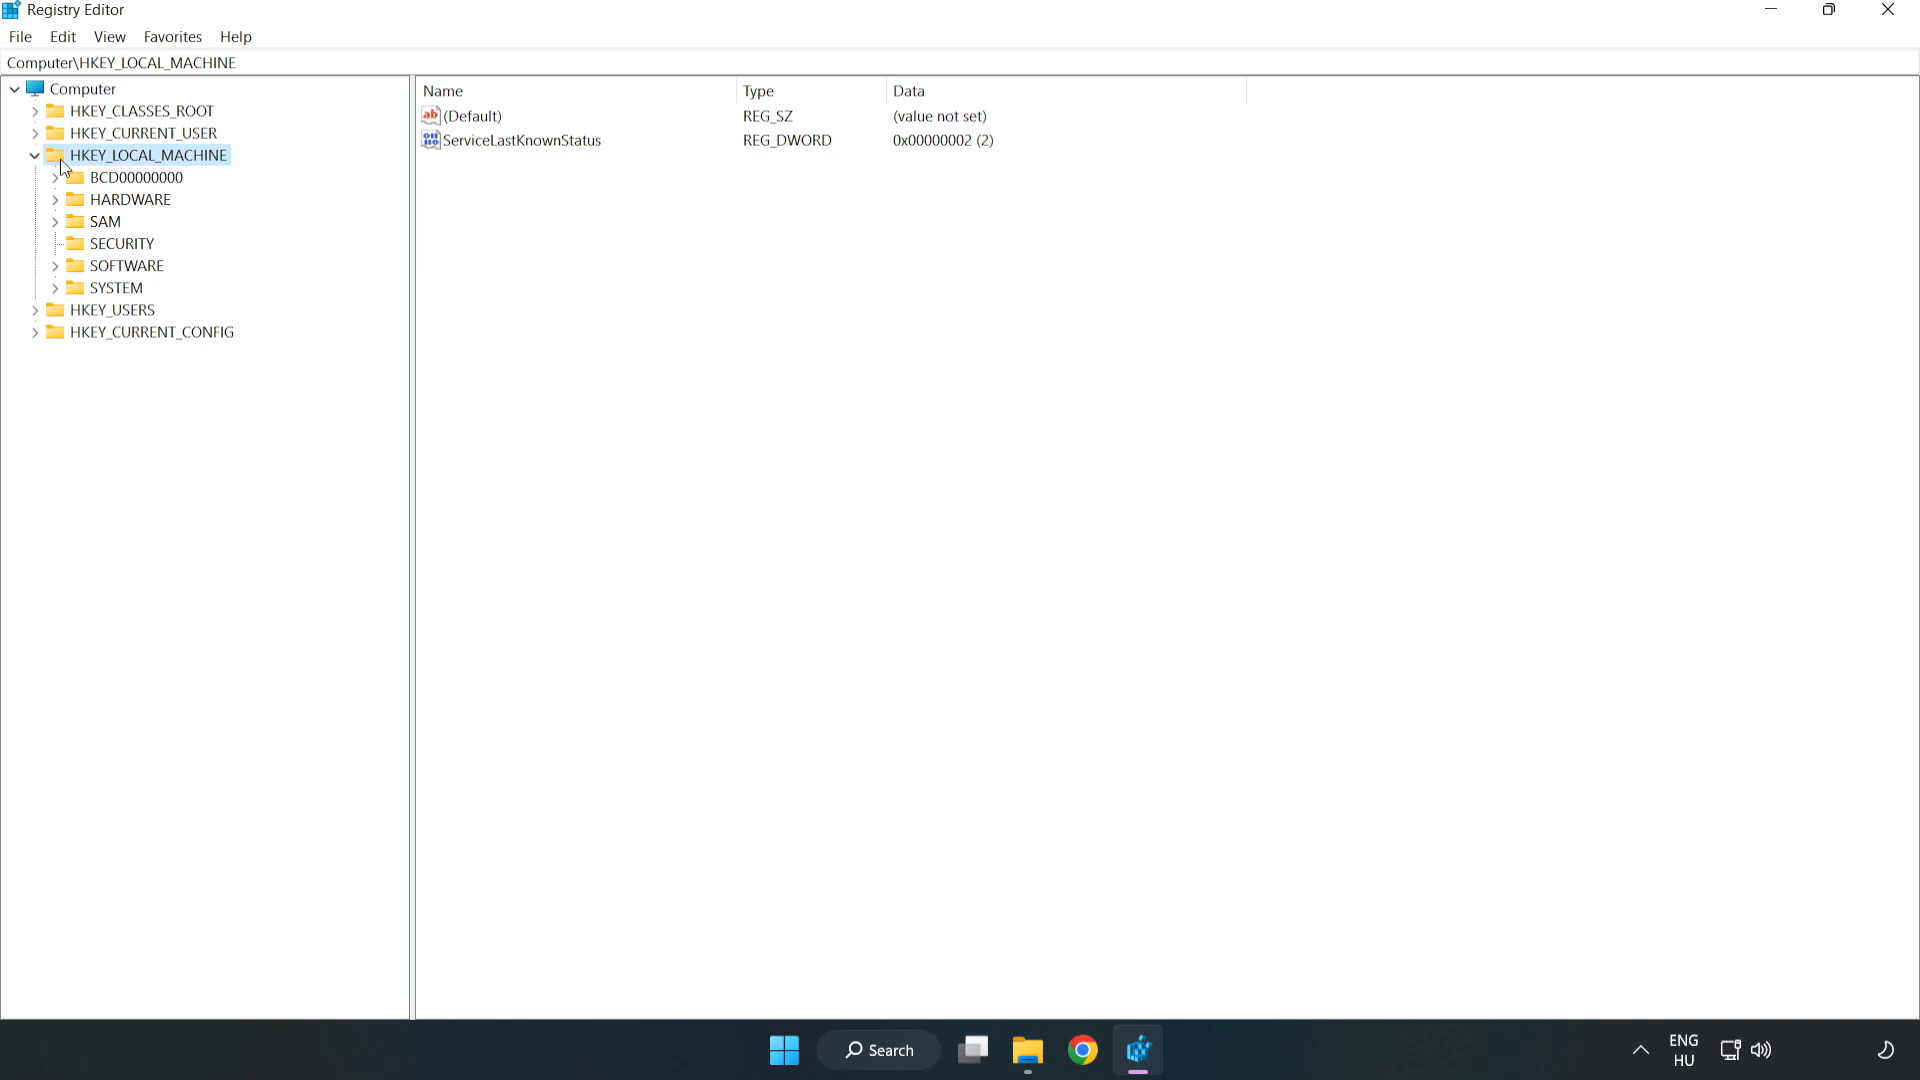 Registry Editor
File Edit View Favorites Help
Computer\HKEY_LOCAL_MACHINE
Computer
HKEY_CLASSES_ROOT
HKEY_CURRENT_USER
HKEY_LOCAL_MACHINE
BCD00000000
HARDWARE
SAM
SECURITY
SOFTWARE
SYSTEM
HKEY_USERS
HKEY_CURRENT_CONFIG
Name Type Data
(Default) REG_SZ (value not set)
ServiceLastKnownStatus REG_DWORD 0x00000002 (2)
Search
ENG
HU